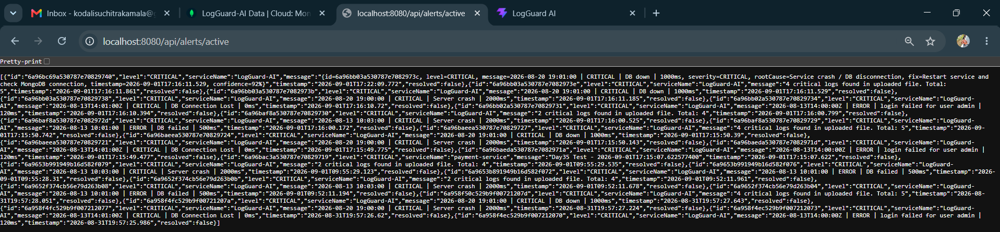 Inbox - kodalisuchitrakamala@g
LogGuard-AI Data | Cloud: Mon
localhost:8080/api/alerts/active
LogGuard AI
localhost:8080/api/alerts/active
Pretty-print
[{"id":"6a96bc69a530787e70829740","level":"CRITICAL","serviceName":"LogGuard-AI","message":"{id=6a96bb03a530787e7082973c, level=CRITICAL, message=2026-08-20 19:01:00 | CRITICAL | DB down | 1000ms, severity=CRITICAL, rootCause=Service crash / DB disconnection, fix=Restart service and
check MongoDB connection, timestamp=2026-09-01T17:16:11.529, confidence=92%}","timestamp":"2026-09-01T17:22:09.772","resolved":false},{"id":"6a96bb0ba530787e7082973e","level":"CRITICAL","serviceName":"LogGuard-AI","message":"4 critical logs found in uploaded file. Total:
5","timestamp":"2026-09-01T17:16:11.861","resolved":false},{"id":"6a96bb0ba530787e7082973b","level":"CRITICAL","serviceName":"LogGuard-AI","message":"2026-08-20 19:01:00 | CRITICAL | DB down | 1000ms","timestamp":"2026-09-01T17:16:11.529","resolved":false},
{"id":"6a96bb0ba530787e70829738","level":"CRITICAL","serviceName":"LogGuard-AI","message":"2026-08-20 19:00:00 | CRITICAL | Server crash | 2000ms","timestamp":"2026-09-01T17:16:11.185","resolved":false},{"id":"6a96bb02a530787e70829734","level":"CRITICAL","serviceName":"LogGuard-
AI","message":"2026-08-13T14:01:00Z | CRITICAL | DB Connection Lost | 0ms","timestamp":"2026-09-01T17:16:10.72","resolved":false},{"id":"6a96bb02a530787e70829731","level":"CRITICAL","serviceName":"LogGuard-AI","message":"2026-08-13T14:00:00Z | ERROR | login failed for user admin |
120ms","timestamp":"2026-09-01T17:16:10.394","resolved":false},{"id":"6a96baf8a530787e70829730","level":"CRITICAL","serviceName":"LogGuard-AI","message":"2 critical logs found in uploaded file. Total: 4","timestamp":"2026-09-01T17:16:00.799","resolved":false},
{"id":"6a96baf8a530787e7082972d","level":"CRITICAL","serviceName":"LogGuard-AI","message":"2026-08-13 10:03:00 | CRITICAL | Server crash | 2000ms","timestamp":"2026-09-01T17:16:00.525","resolved":false},{"id":"6a96baf8a530787e70829729","level":"CRITICAL","serviceName":"LogGuard-
AI","message":"2026-08-13 10:01:00 | ERROR | DB failed | 500ms","timestamp":"2026-09-01T17:16:00.172","resolved":false},{"id":"6a96baeea530787e70829727","level":"CRITICAL","serviceName":"LogGuard-AI","message":"4 critical logs found in uploaded file. Total: 5","timestamp":"2026-09-
01T17:15:50.742","resolved":false},{"id":"6a96baeea530787e70829724","level":"CRITICAL","serviceName":"LogGuard-AI","message":"2026-08-20 19:01:00 | CRITICAL | DB down | 1000ms","timestamp":"2026-09-01T17:15:50.39","resolved":false},
{"id":"6a96baeea530787e70829721","level":"CRITICAL","serviceName":"LogGuard-AI","message":"2026-08-20 19:00:00 | CRITICAL | Server crash | 2000ms","timestamp":"2026-09-01T17:15:50.143","resolved":false},{"id":"6a96baeda530787e7082971d","level":"CRITICAL","serviceName":"LogGuard-
AI","message":"2026-08-13T14:01:00Z | CRITICAL | DB Connection Lost | 0ms","timestamp":"2026-09-01T17:15:49.775","resolved":false},{"id":"6a96baeda530787e7082971a","level":"CRITICAL","serviceName":"LogGuard-AI","message":"2026-08-13T14:00:00Z | ERROR | login failed for user admin |
120ms","timestamp":"2026-09-01T17:15:49.477","resolved":false},{"id":"6a96bac3a530787e70829719","level":"CRITICAL","serviceName":"payment-service","message":"Day35 Test - 2026-09-01T17:15:07.622577400","timestamp":"2026-09-01T17:15:07.622","resolved":false},
{"id":"6a9653b991949b16d582f079","level":"CRITICAL","serviceName":"LogGuard-AI","message":"2 critical logs found in uploaded file. Total: 4","timestamp":"2026-09-01T09:55:29.535","resolved":false},{"id":"6a9653b991949b16d582f076","level":"CRITICAL","serviceName":"LogGuard-
AI","message":"2026-08-13 10:03:00 | CRITICAL | Server crash | 2000ms","timestamp":"2026-09-01T09:55:29.123","resolved":false},{"id":"6a9653b891949b16d582f072","level":"CRITICAL","serviceName":"LogGuard-AI","message":"2026-08-13 10:01:00 | ERROR | DB failed | 500ms","timestamp":"2026-
09-01T09:55:28.31","resolved":false},{"id":"6a9652f374cb56e79d263b0b","level":"CRITICAL","serviceName":"LogGuard-AI","message":"2 critical logs found in uploaded file. Total: 4","timestamp":"2026-09-01T09:52:11.961","resolved":false},
{"id":"6a9652f374cb56e79d263b08","level":"CRITICAL","serviceName":"LogGuard-AI","message":"2026-08-13 10:03:00 | CRITICAL | Server crash | 2000ms","timestamp":"2026-09-01T09:52:11.678","resolved":false},{"id":"6a9652f374cb56e79d263b04","level":"CRITICAL","serviceName":"LogGuard-
AI","message":"2026-08-13 10:01:00 | ERROR | DB failed | 500ms","timestamp":"2026-09-01T09:52:11.194","resolved":false},{"id":"6a958f50c529b9f00721207d","level":"CRITICAL","serviceName":"LogGuard-AI","message":"4 critical logs found in uploaded file. Total: 5","timestamp":"2026-08-
31T19:57:28.051","resolved":false},{"id":"6a958f4fc529b9f00721207a","level":"CRITICAL","serviceName":"LogGuard-AI","message":"2026-08-20 19:01:00 | CRITICAL | DB down | 1000ms","timestamp":"2026-08-31T19:57:27.643","resolved":false},
{"id":"6a958f4fc529b9f007212077","level":"CRITICAL","serviceName":"LogGuard-AI","message":"2026-08-20 19:00:00 | CRITICAL | Server crash | 2000ms","timestamp":"2026-08-31T19:57:27.224","resolved":false},{"id":"6a958f4ec529b9f007212073","level":"CRITICAL","serviceName":"LogGuard-
AI","message":"2026-08-13T14:01:00Z | CRITICAL | DB Connection Lost | 0ms","timestamp":"2026-08-31T19:57:26.62","resolved":false},{"id":"6a958f4ec529b9f007212070","level":"CRITICAL","serviceName":"LogGuard-AI","message":"2026-08-13T14:00:00Z | ERROR | login failed for user admin |
120ms","timestamp":"2026-08-31T19:57:25.986","resolved":false}]